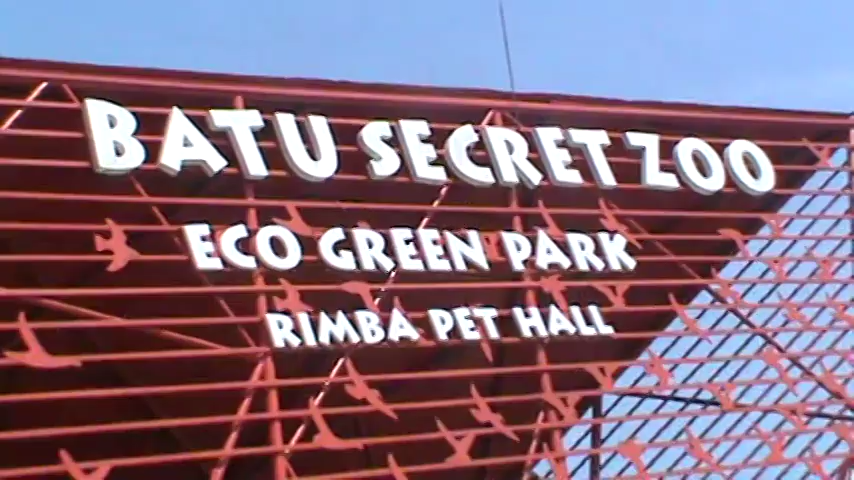 BATU SECRET ZOO
ECO GREEN PARK
RIMBA PET HALL